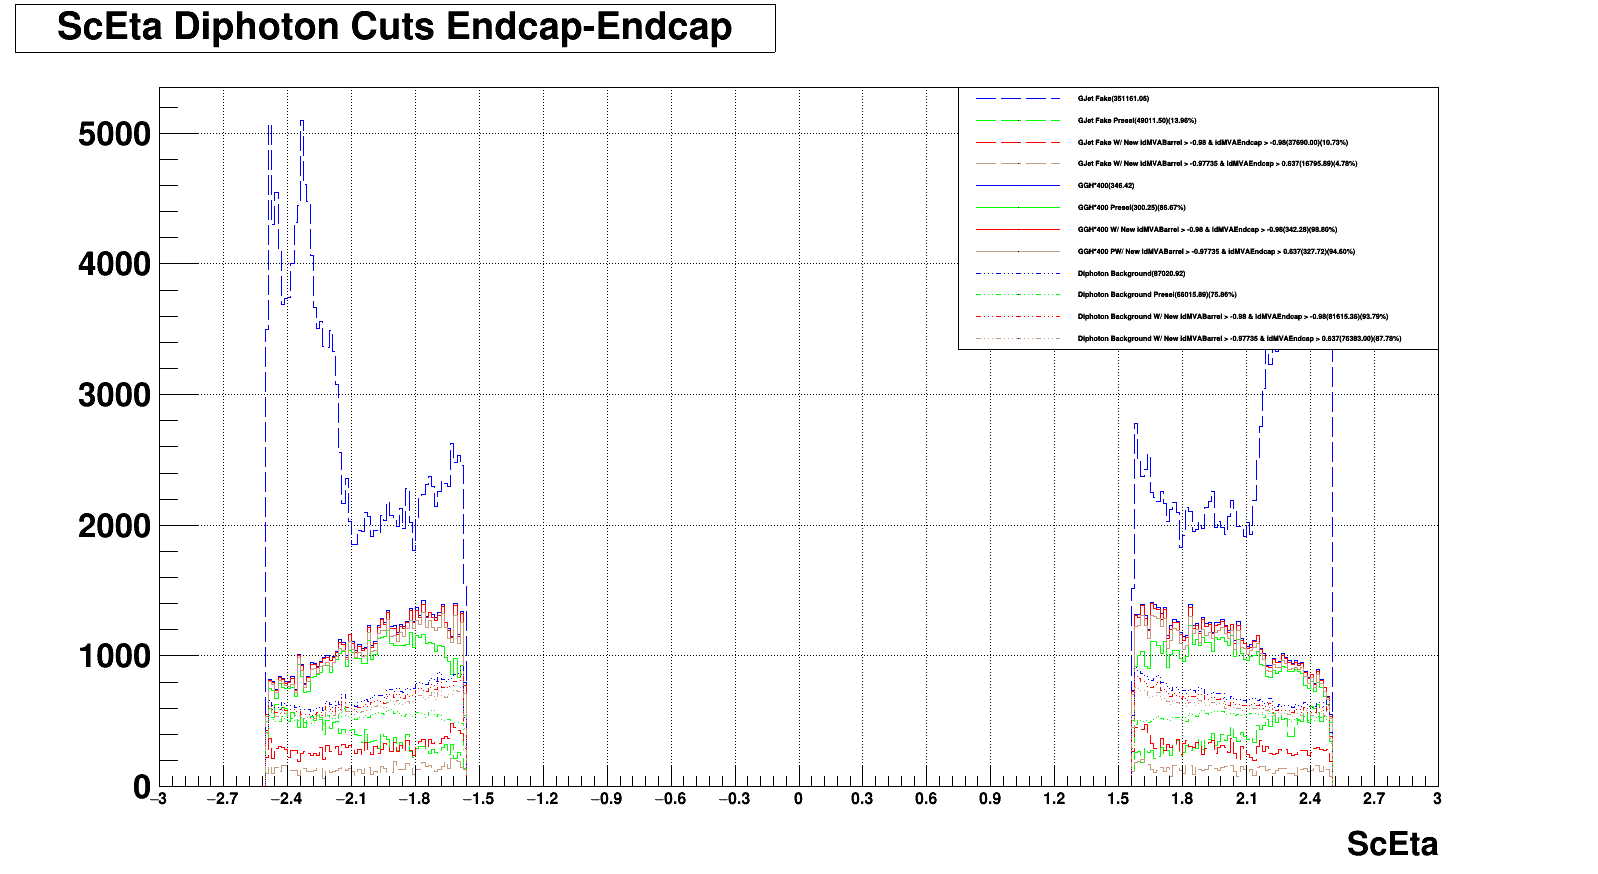 ScEta Diphoton Cuts Endcap-Endcap
GJet Fake(351161.05)
GJet Fake Presel(49011.50)(13.96%)
GJet Fake W/ New idMVABarrel > -0.98 & idMVAEndcap > -0.98(37690.00)(10.73%)
GJet Fake W/ New idMVABarrel > -0.97735 & idMVAEndcap > 0.637(16795.89)(4.78%)
GGH*400(346.42)
GGH*400 Presel(300.25)(86.67%)
GGH*400 W/ New idMVABarrel > -0.98 & idMVAEndcap > -0.98(342.28)(98.80%)
GGH*400 PW/ New idMVABarrel > -0.97735 & idMVAEndcap > 0.637(327.72)(94.60%)
Diphoton Background(87020.92)
Diphoton Background Presel(66015.89)(75.86%)
Diphoton Background W/ New idMVABarrel > -0.98 & idMVAEndcap > -0.98(81615.36)(93.79%)
Diphoton Background W/ New idMVABarrel > -0.97735 & idMVAEndcap > 0.637(76383.00)(87.78%)
5000
4000
3000
2000
1000
0
−3 −2.7 −2.4 −2.1 −1.8 −1.5 −1.2 −0.9 −0.6 −0.3 0 0.3 0.6 0.9 1.2 1.5 1.8 2.1 2.4 2.7 3
ScEta